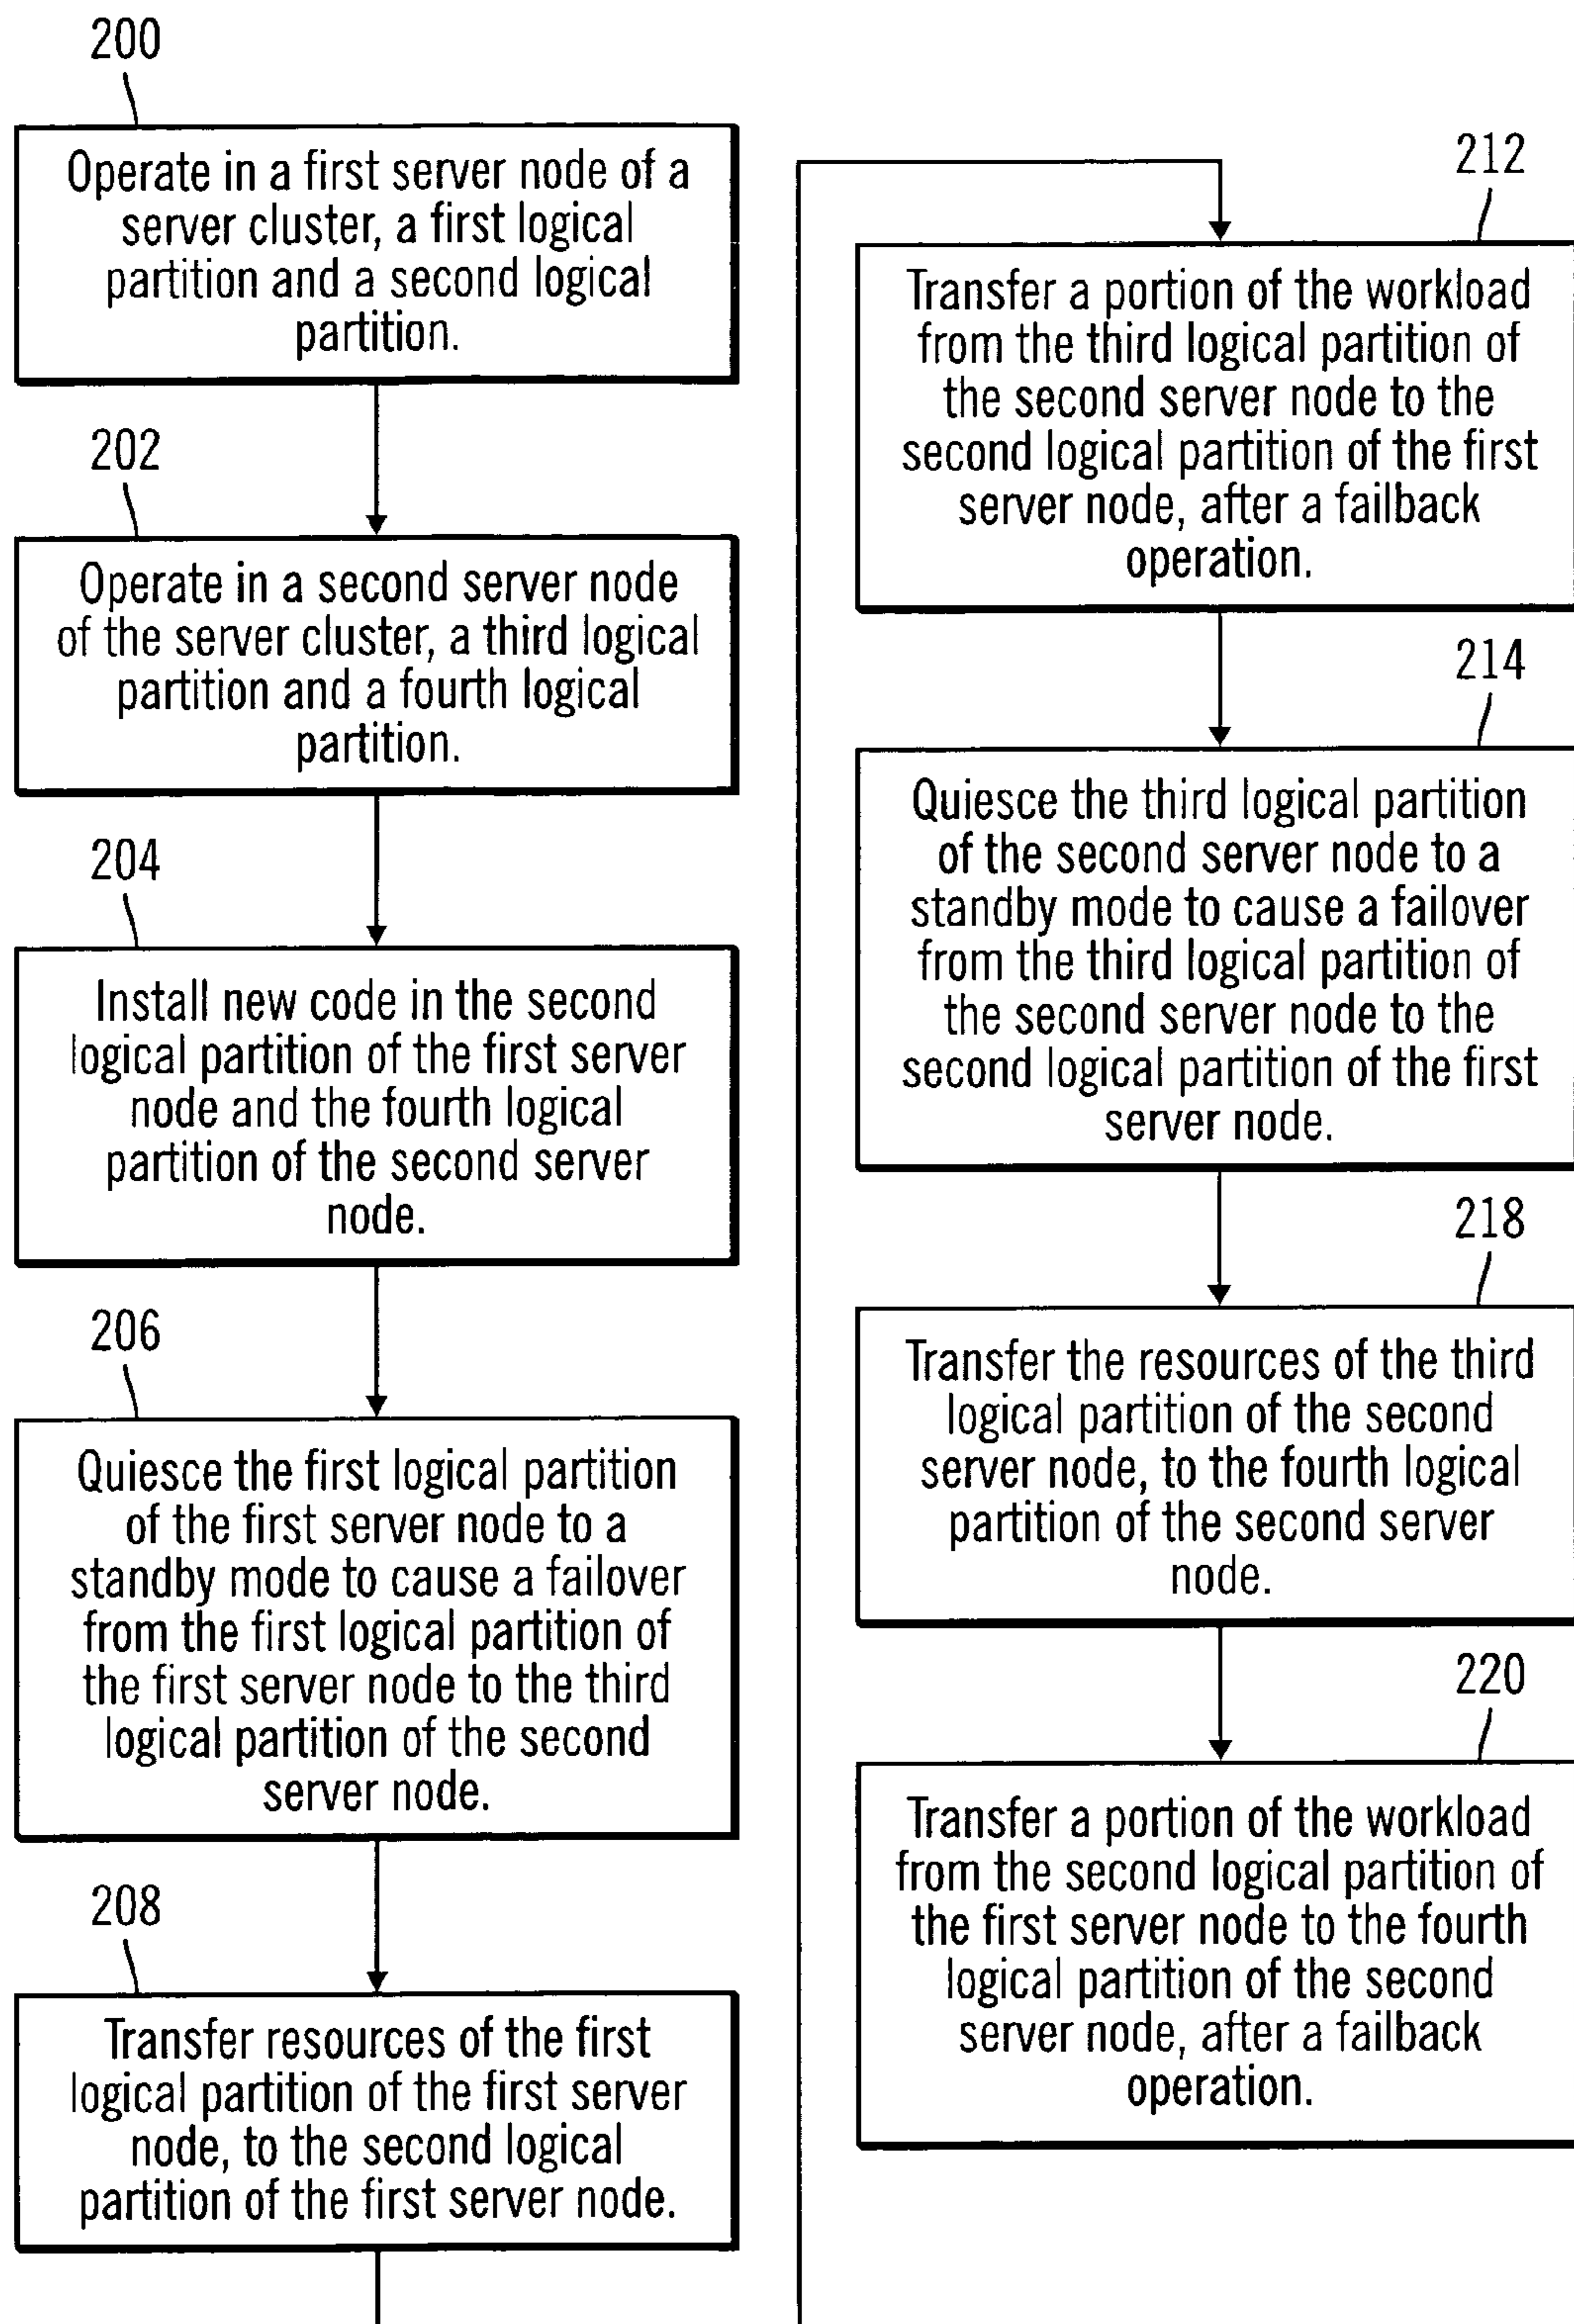 200
Operate in a first server node of a
server cluster, a first logical
partition and a second logical
partition.
202
Operate in a second server node
of the server cluster, a third logical
partition and a fourth logical
partition.
204
Install new code in the second
logical partition of the first server
node and the fourth logical
partition of the second server
node.
206
Quiesce the first logical partition
of the first server node to a
standby mode to cause a failover
from the first logical partition of
the first server node to the third
logical partition of the second
server node.
208
Transfer resources of the first
logical partition of the first server
node, to the second logical
partition of the first server node.
212
Transfer a portion of the workload
from the third logical partition of
the second server node to the
second logical partition of the first
server node, after a failback
operation.
214
Quiesce the third logical partition
of the second server node to a
standby mode to cause a failover
from the third logical partition of
the second server node to the
second logical partition of the first
server node.
218
Transfer the resources of the third
logical partition of the second
server node, to the fourth logical
partition of the second server
node.
220
Transfer a portion of the workload
from the second logical partition of
the first server node to the fourth
logical partition of the second
server node, after a failback
operation.